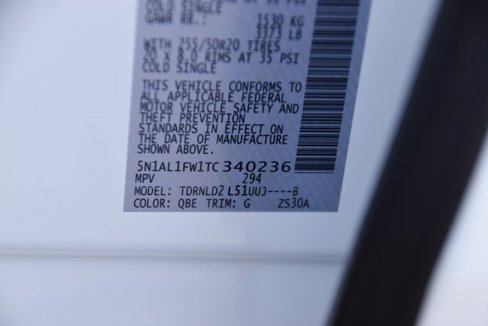 COLD SINGLE
GAWR RR.: 1530 KG
3373 LB
WITH 255/50R20 TIRES
20 X 8.0 RIMS AT 35 PSI
COLD SINGLE
THIS VEHICLE CONFORMS TO
ALL APPLICABLE FEDERAL
MOTOR VEHICLE SAFETY AND
THEFT PREVENTION
STANDARDS IN EFFECT ON
THE DATE OF MANUFACTURE
SHOWN ABOVE.
5N1AL1FW1TC340236
MPV 294
MODEL: TDRNLD2 L51UUJ----B
COLOR: QBE TRIM: G ZS30A